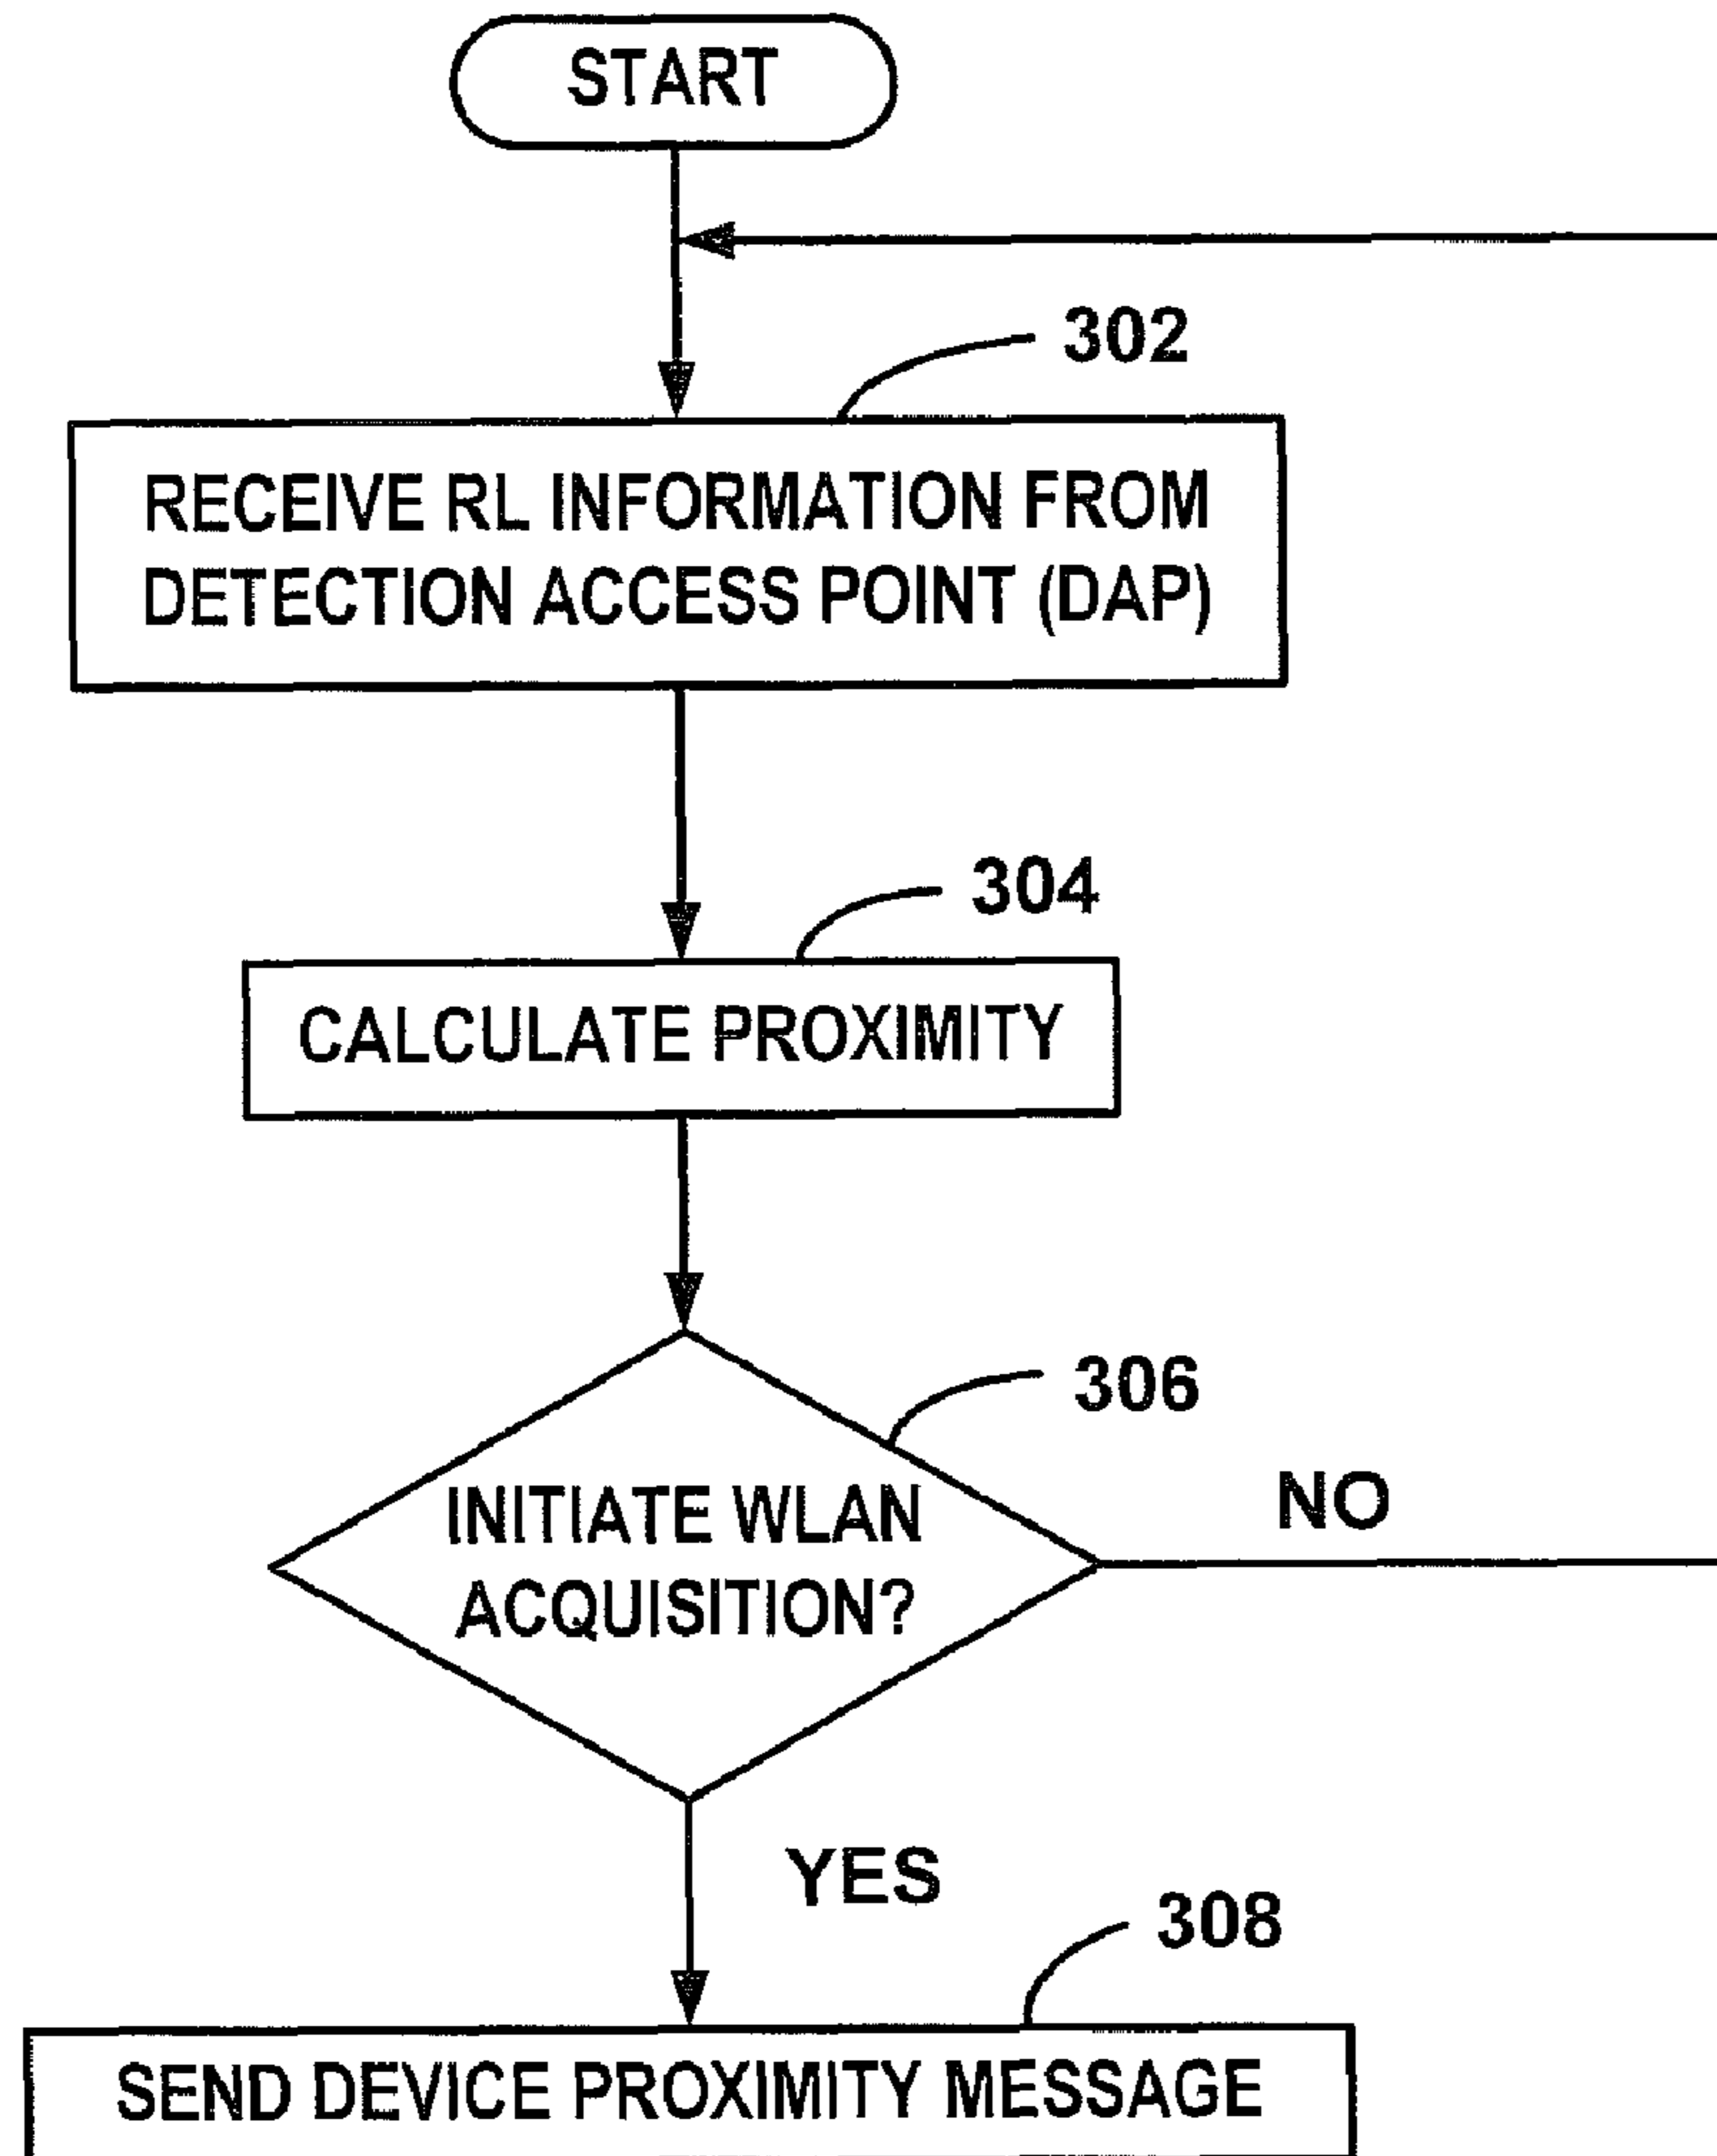 START
302
RECEIVE RL INFORMATION FROM
DETECTION ACCESS POINT (DAP)
304
CALCULATE PROXIMITY
306
INITIATE WLAN
ACQUISITION?
NO
YES
308
SEND DEVICE PROXIMITY MESSAGE